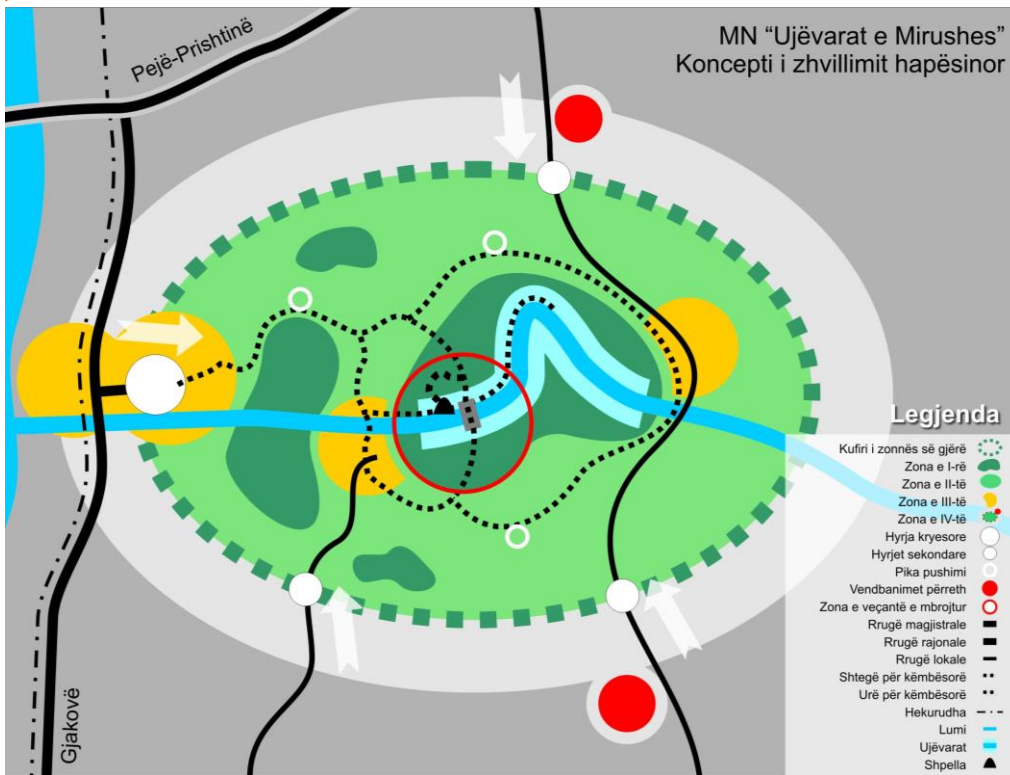 MN “Ujëvarat e Mirushes”
Koncepti i zhvillimit hapësinor
Pejë-Prishtinë
Gjakovë
Legjenda
Kufiri i zonnës së gjërë
Zona e I-rë
Zona e II-të
Zona e III-të
Zona e IV-të
Hyrja kryesore
Hyrjet sekondare
Pika pushimi
Vendbanimet përreth
Zona e veçantë e mbrojtur
Rrugë magjistrale
Rrugë rajonale
Rrugë lokale
Shtegë për këmbësorë
Urë për këmbësorë
Hekurudha
Lumi
Ujëvarat
Shpella